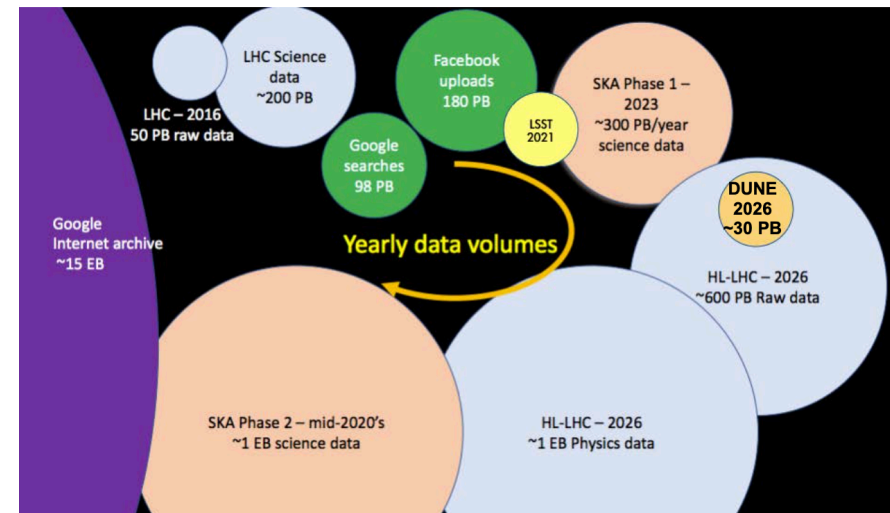 LHC Science
data
~200 PB
LHC – 2016
50 PB raw data
Facebook
uploads
180 PB
Google
searches
98 PB
LSST
2021
SKA Phase 1 –
2023
~300 PB/year
science data
DUNE
2026
~30 PB
HL-LHC – 2026
~600 PB Raw data
Yearly data volumes
Google
Internet archive
~15 EB
SKA Phase 2 – mid-2020's
~1 EB science data
HL-LHC – 2026
~1 EB Physics data